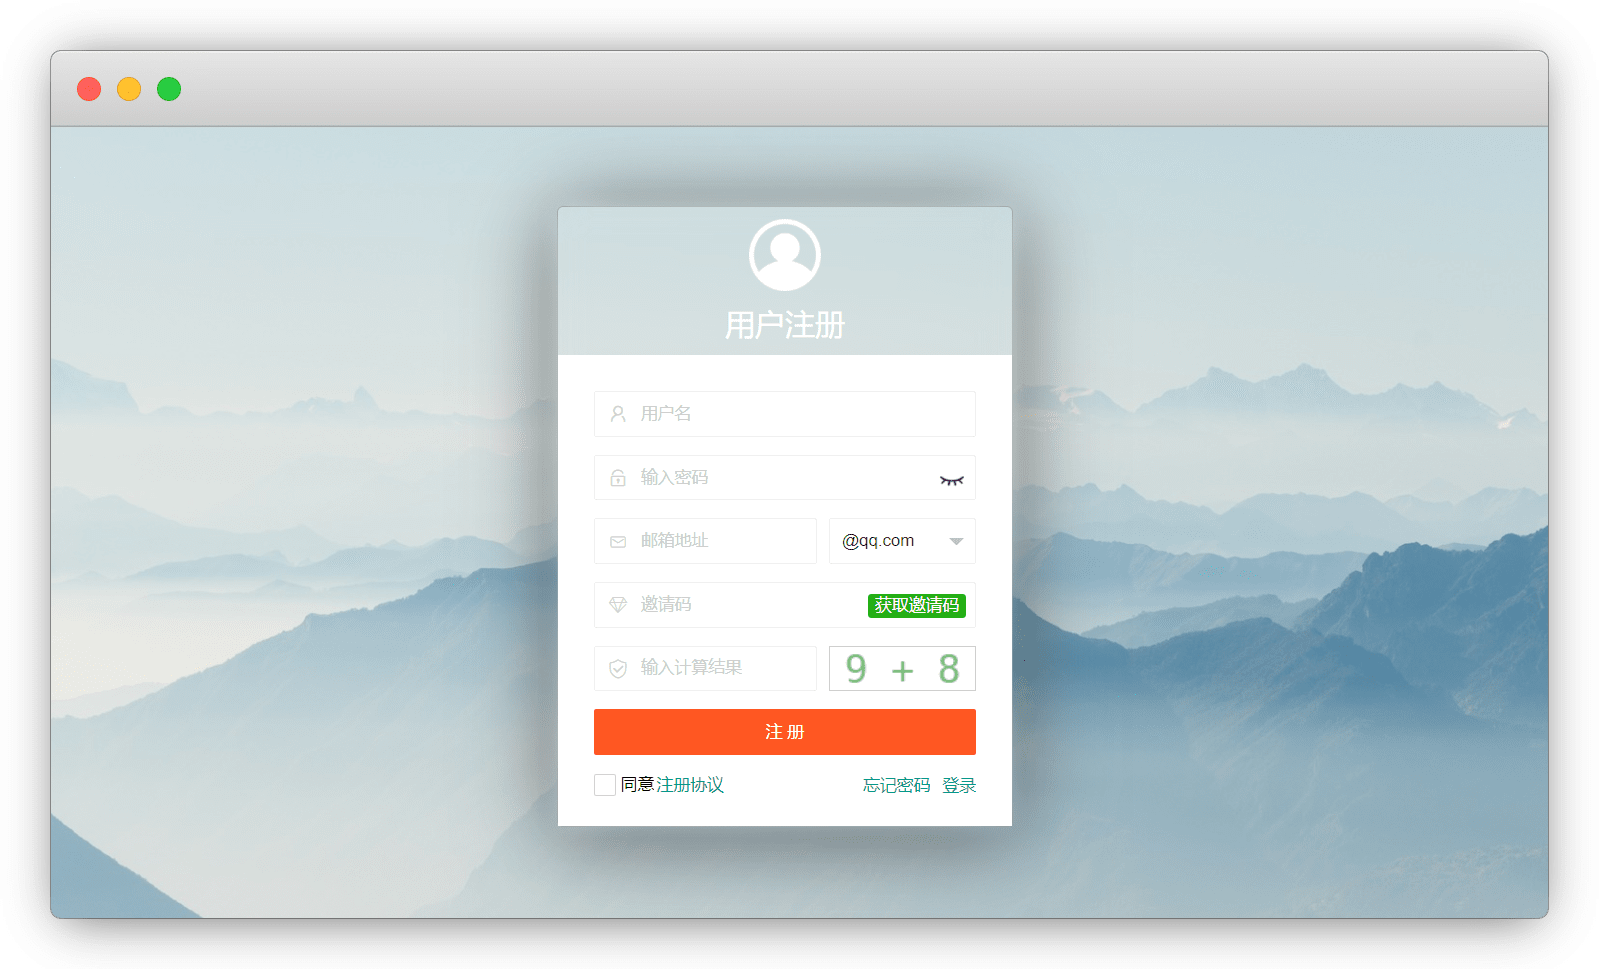 用户注册
用户名
输入密码
邮箱地址 @qq.com
邀请码 获取邀请码
输入计算结果 9 + 8
注 册
同意注册协议 忘记密码 登录